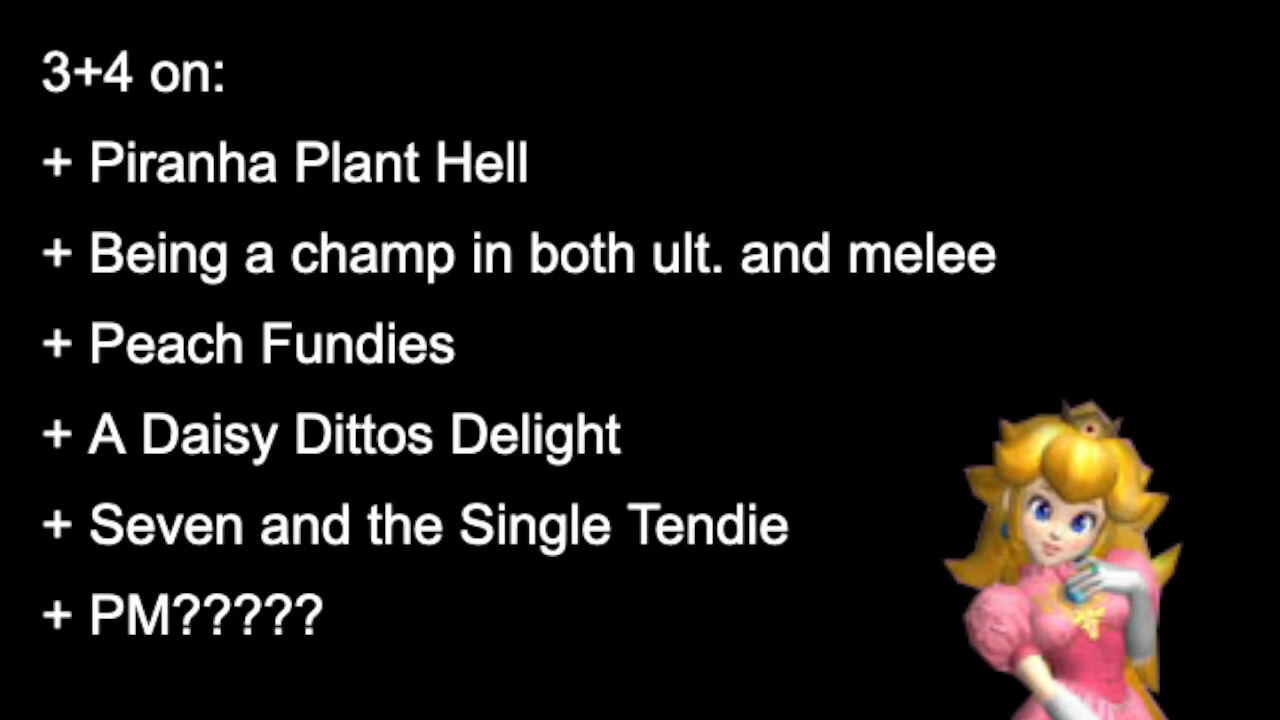 3+4 on:
+ Piranha Plant Hell
+ Being a champ in both ult. and melee
+ Peach Fundies
+ A Daisy Dittos Delight
+ Seven and the Single Tendie
+ PM?????